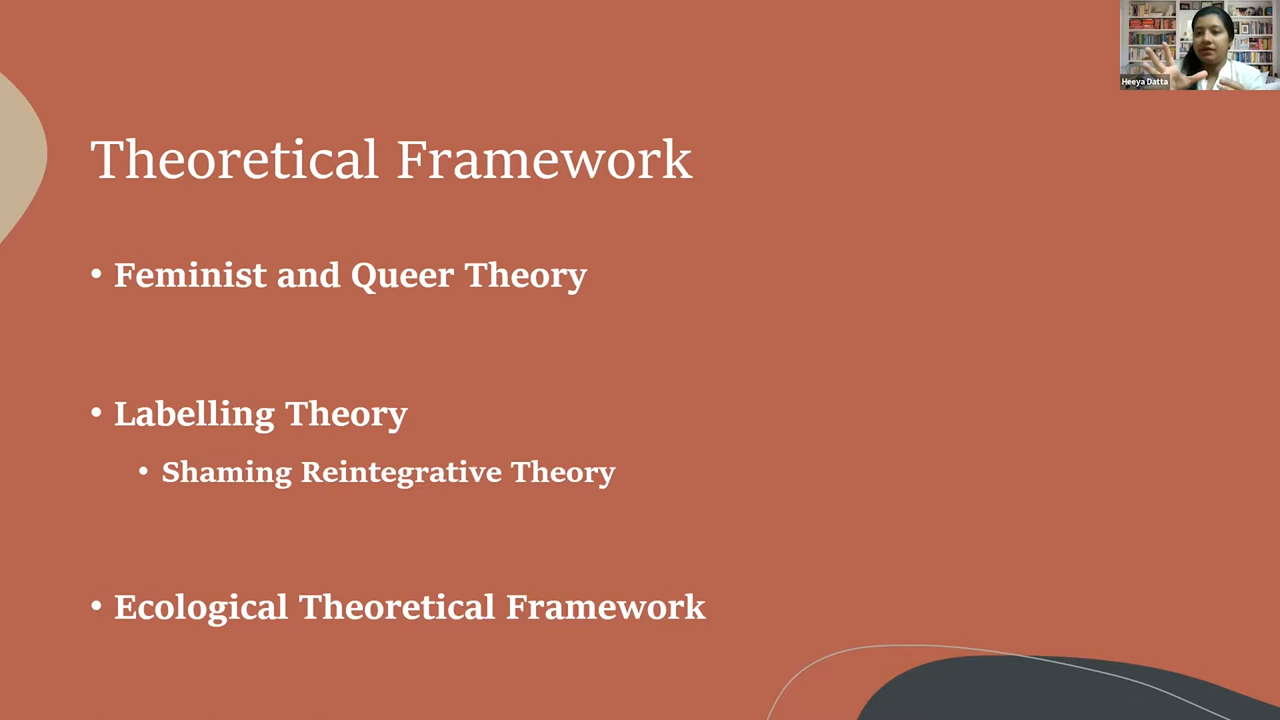 Heeya Datta
Theoretical Framework
• Feminist and Queer Theory
• Labelling Theory
• Shaming Reintegrative Theory
• Ecological Theoretical Framework